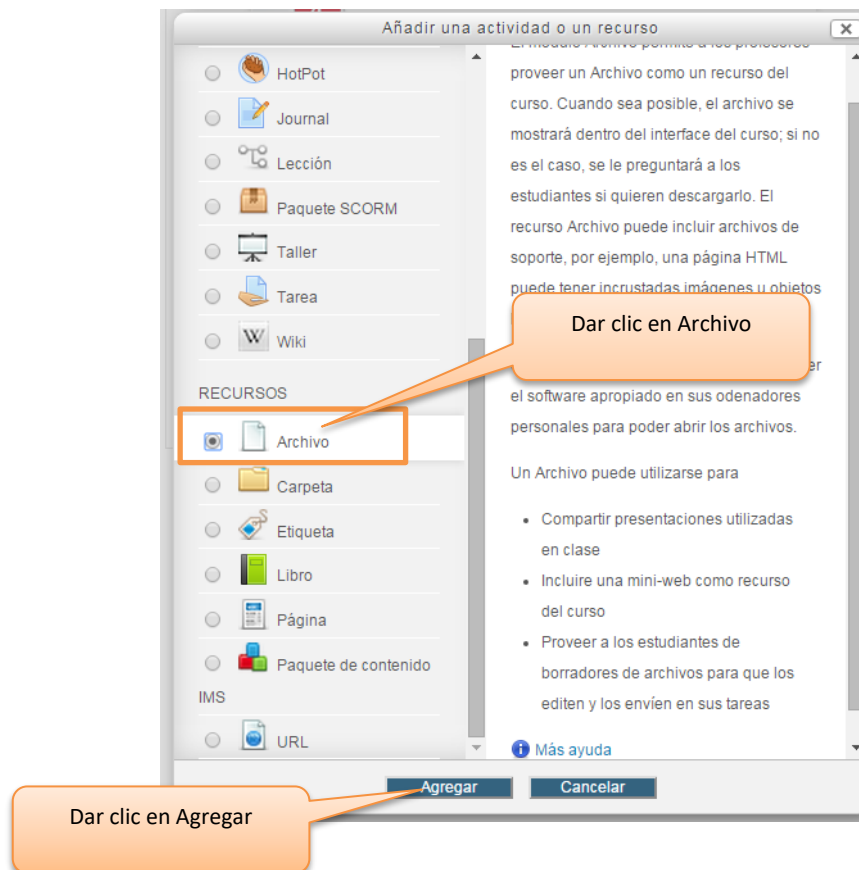 Añadir una actividad o un recurso
HotPot
Journal
Lección
Paquete SCORM
Taller
Tarea
Wiki
RECURSOS
Archivo
Carpeta
Etiqueta
Libro
Página
Paquete de contenido
IMS
URL
proveer un Archivo como un recurso del
curso. Cuando sea posible, el archivo se
mostrará dentro del interface del curso; si no
es el caso, se le preguntará a los
estudiantes si quieren descargarlo. El
recurso Archivo puede incluir archivos de
soporte, por ejemplo, una página HTML
puede tener incrustadas imágenes u objetos
Dar clic en Archivo
el software apropiado en sus odenadores
personales para poder abrir los archivos.
Un Archivo puede utilizarse para
• Compartir presentaciones utilizadas
en clase
• Incluire una mini-web como recurso
del curso
• Proveer a los estudiantes de
borradores de archivos para que los
editen y los envíen en sus tareas
Más ayuda
Agregar
Cancelar
Dar clic en Agregar